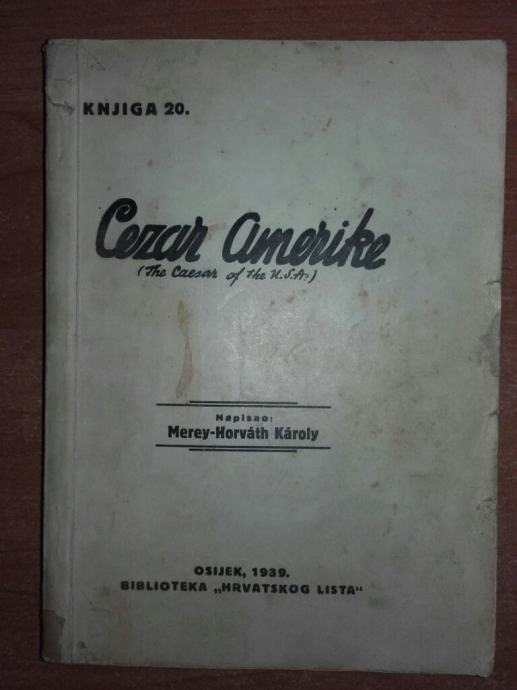 KNJIGA 20.
Cezar Amerike
(The Caesar of the U.S.A.)
Napisao:
Merey-Horváth Károly
OSIJEK, 1939.
BIBLIOTEKA „HRVATSKOG LISTA“